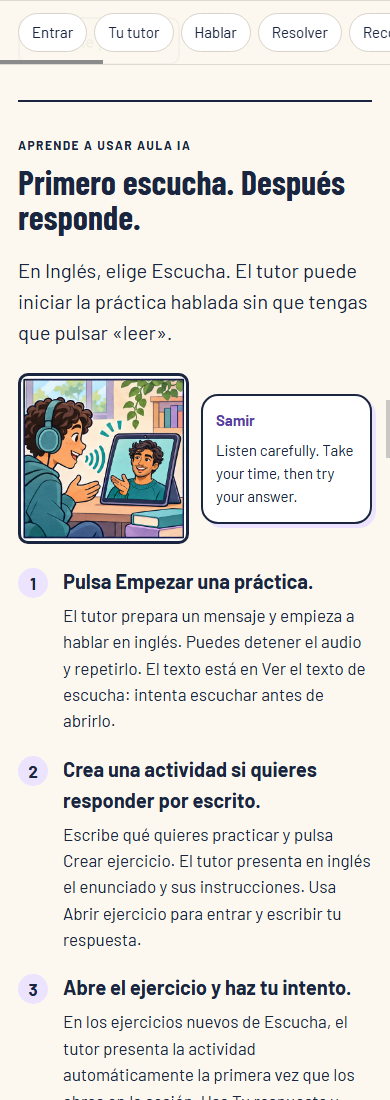 Entrar
Tu tutor
Hablar
Resolver
Reco
APRENDE A USAR AULA IA
Primero escucha. Después
responde.
En Inglés, elige Escucha. El tutor puede
iniciar la práctica hablada sin que tengas
que pulsar «leer».
Samir
Listen carefully. Take
your time, then try
your answer.
1
Pulsa Empezar una práctica.
El tutor prepara un mensaje y empieza a
hablar en inglés. Puedes detener el audio
y repetirlo. El texto está en Ver el texto de
escucha: intenta escuchar antes de
abrirlo.
2
Crea una actividad si quieres
responder por escrito.
Escribe qué quieres practicar y pulsa
Crear ejercicio. El tutor presenta en inglés
el enunciado y sus instrucciones. Usa
Abrir ejercicio para entrar y escribir tu
respuesta.
3
Abre el ejercicio y haz tu intento.
En los ejercicios nuevos de Escucha, el
tutor presenta la actividad
automáticamente la primera vez que los